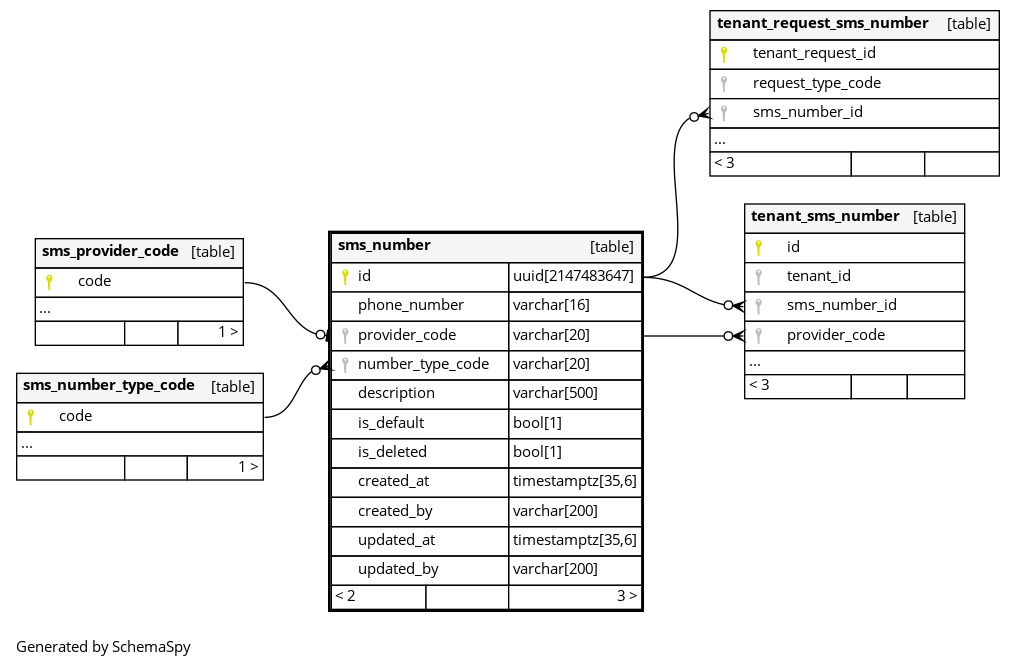 tenant_request_sms_number [table]
tenant_request_id
request_type_code
sms_number_id
...
< 3
tenant_sms_number [table]
id
tenant_id
sms_number_id
provider_code
...
< 3
sms_provider_code [table]
code
...
1 >
sms_number_type_code [table]
code
...
1 >
sms_number [table]
id uuid[2147483647]
phone_number varchar[16]
provider_code varchar[20]
number_type_code varchar[20]
description varchar[500]
is_default bool[1]
is_deleted bool[1]
created_at timestamptz[35,6]
created_by varchar[200]
updated_at timestamptz[35,6]
updated_by varchar[200]
< 2 3 >
Generated by SchemaSpy